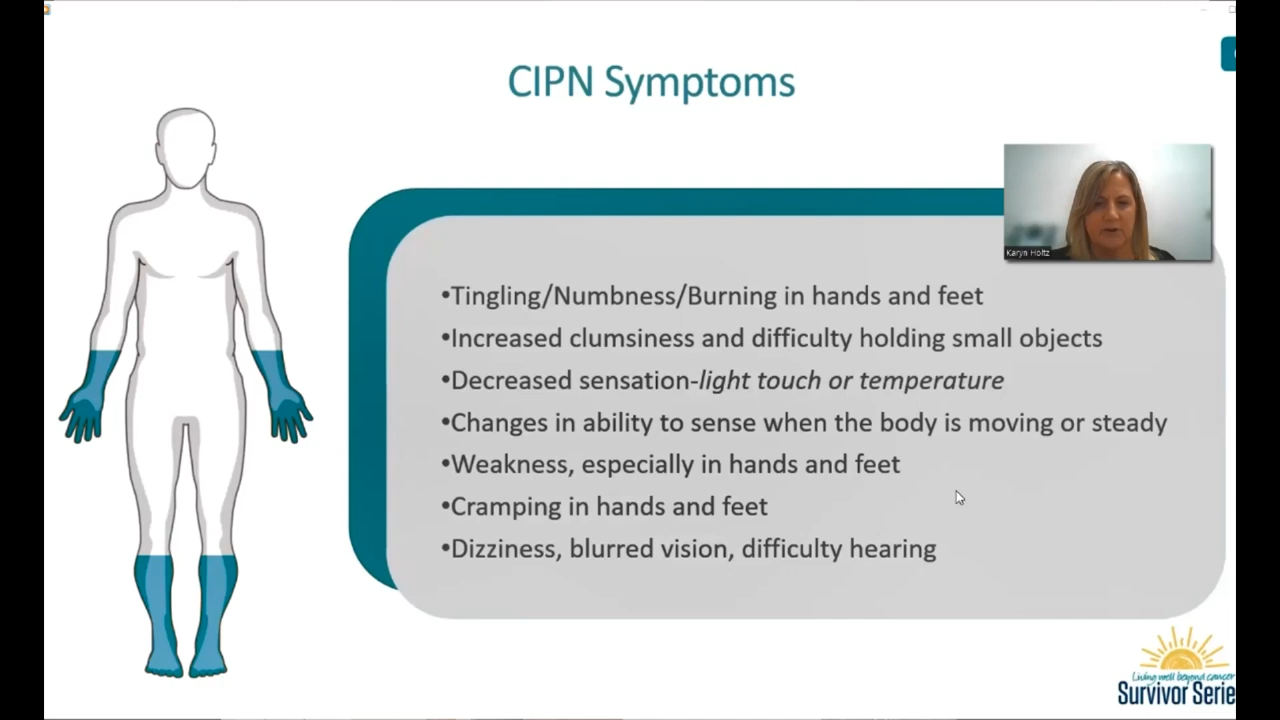 CIPN Symptoms
Karyn Holtz
•Tingling/Numbness/Burning in hands and feet
•Increased clumsiness and difficulty holding small objects
•Decreased sensation-light touch or temperature
•Changes in ability to sense when the body is moving or steady
•Weakness, especially in hands and feet
•Cramping in hands and feet
•Dizziness, blurred vision, difficulty hearing
Living well beyond cancer
Survivor Serie